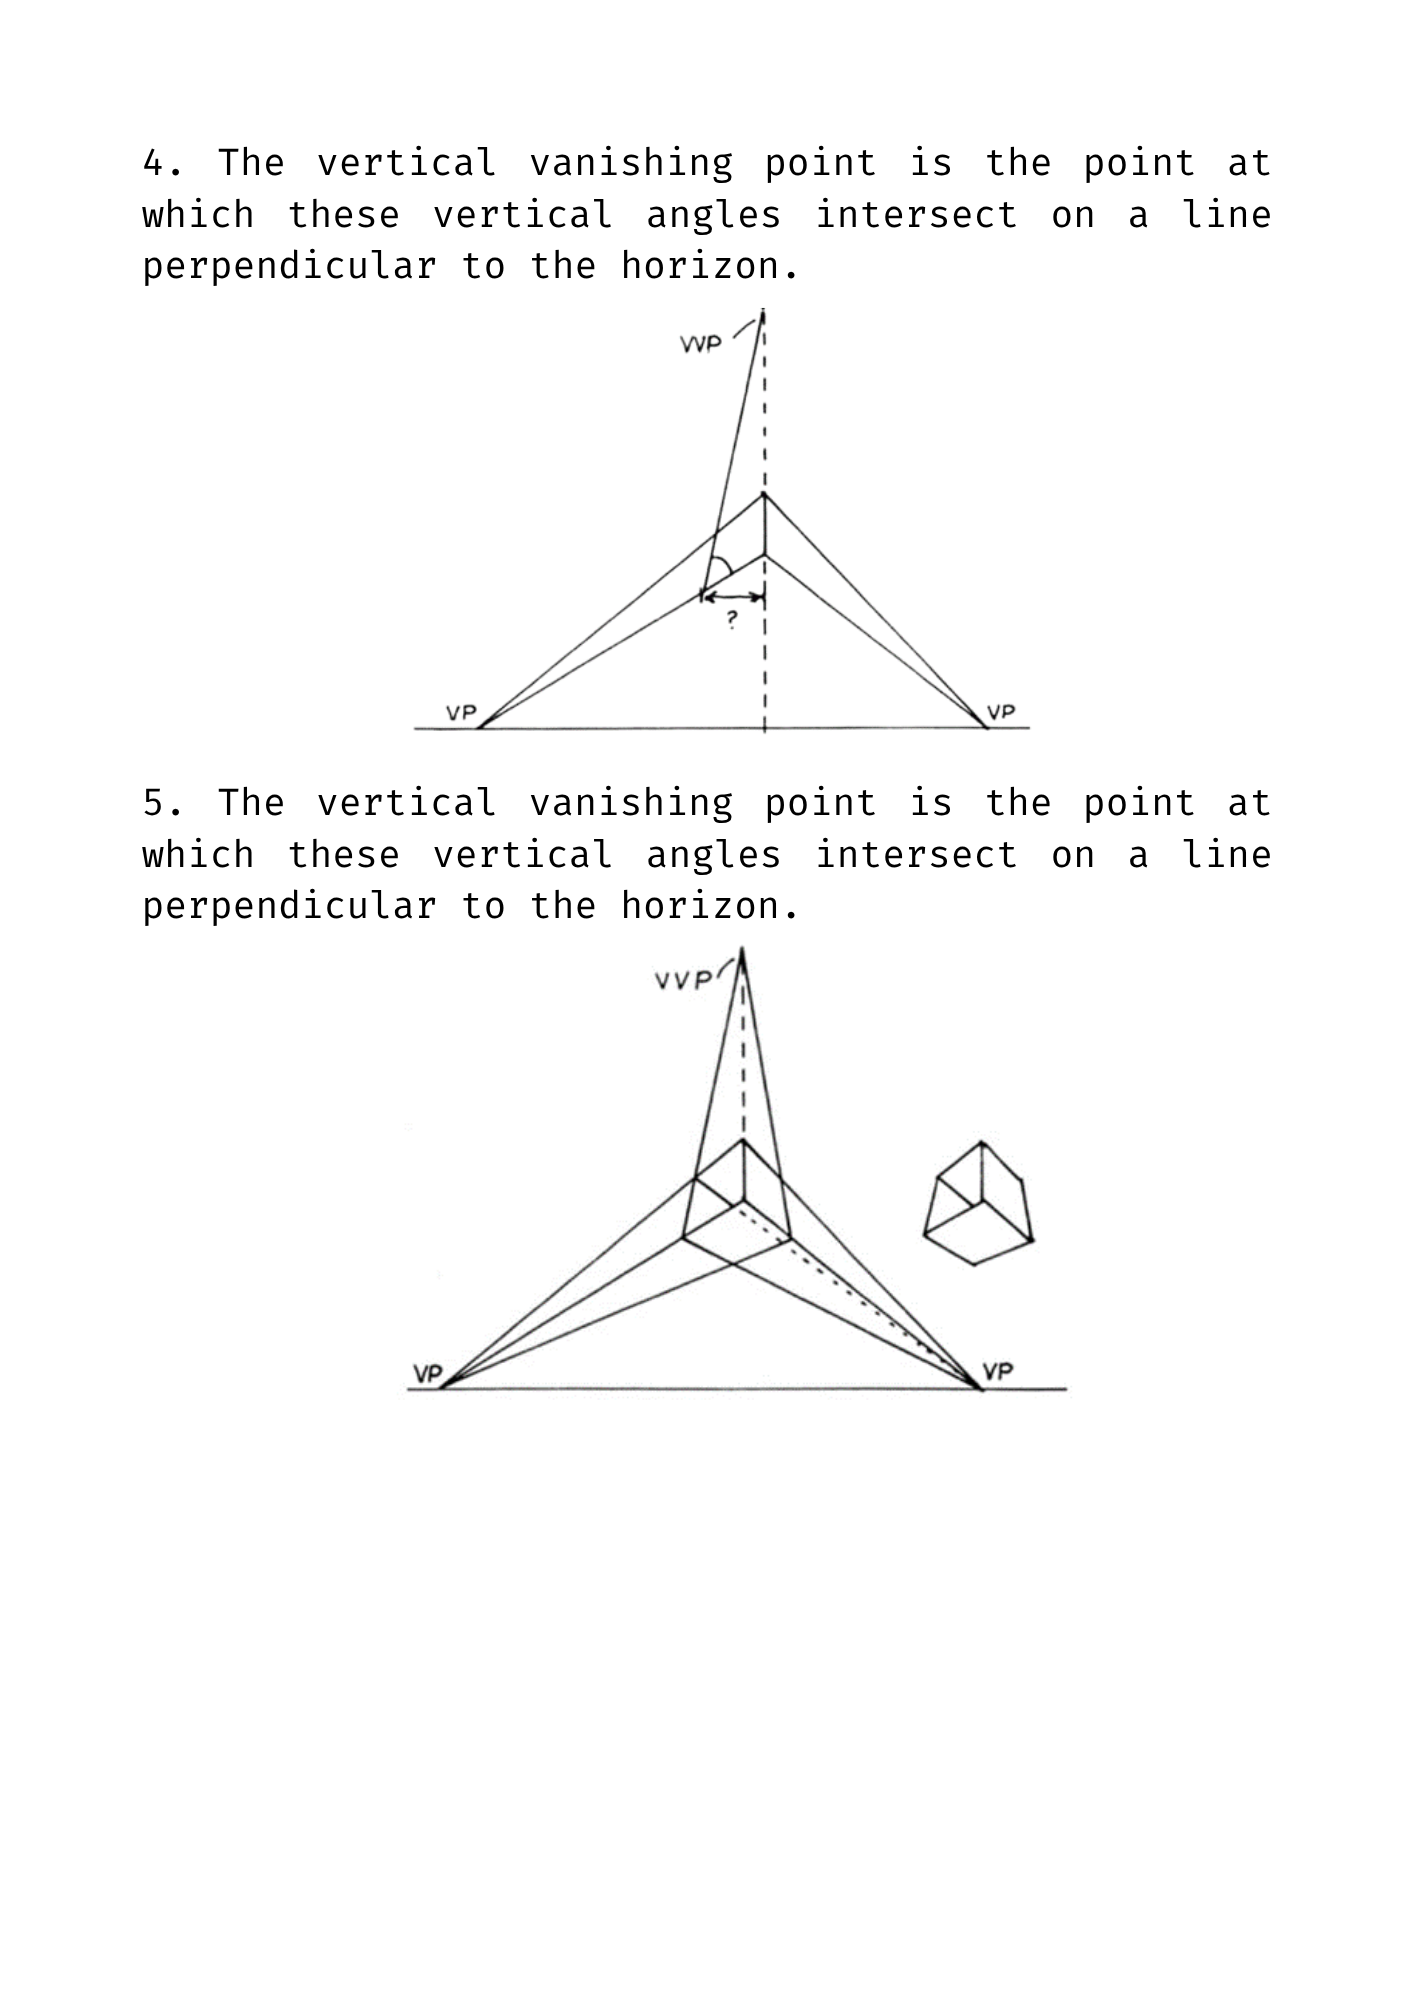 4. The vertical vanishing point is the point at
which these vertical angles intersect on a line
perpendicular to the horizon.
VVP
?
VP
VP
5. The vertical vanishing point is the point at
which these vertical angles intersect on a line
perpendicular to the horizon.
VVP
VP
VP